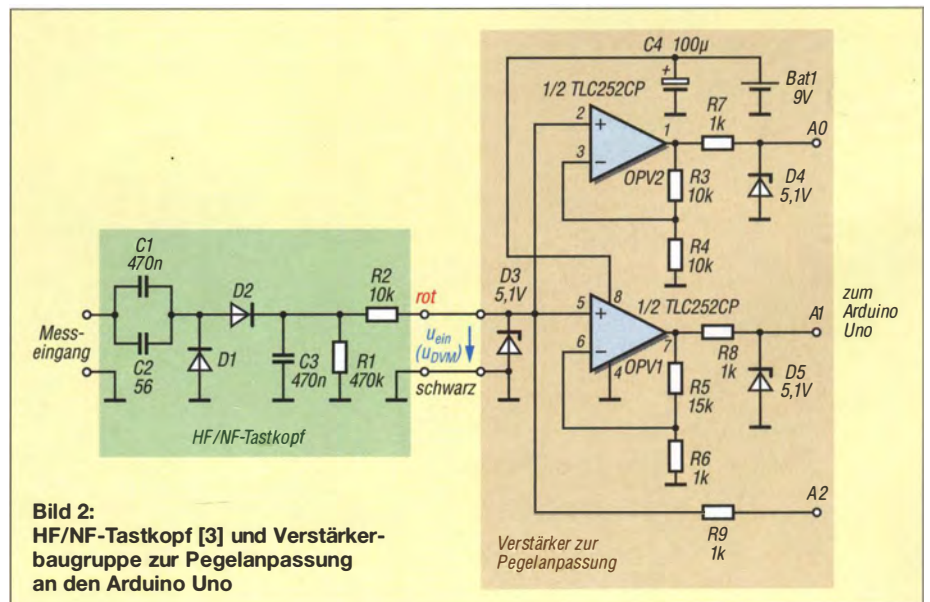 C4 100µ
+
Bat1
9V
1/2 TLC252CP
2
+
1
3
−
OPV2
R7
1k
A0
R3
10k
D4
5,1V
R4
10k
C1
470n
C2
56
Mess-
eingang
D2
D1
C3
470n
R1
470k
R2
10k
rot
u_ein
(u_DVM)
schwarz
HF/NF-Tastkopf
D3
5,1V
5
+
8
1/2 TLC252CP
6
−
4
7
OPV1
R8
1k
A1
zum
Arduino
Uno
R5
15k
D5
5,1V
R6
1k
A2
R9
1k
Verstärker zur
Pegelanpassung
Bild 2:
HF/NF-Tastkopf [3] und Verstärker-
baugruppe zur Pegelanpassung
an den Arduino Uno